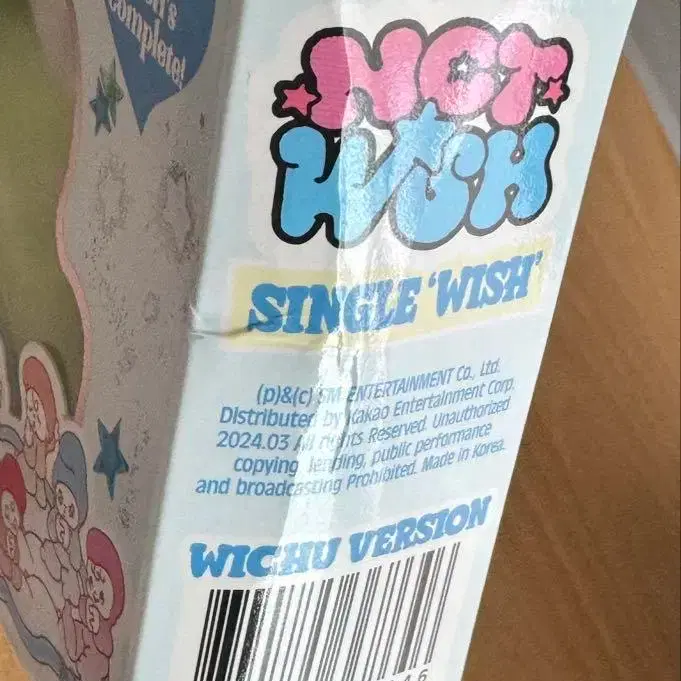 complete!
NCT
WISH
SINGLE 'WISH'
(p)&(c) SM ENTERTAINMENT Co., Ltd.
Distributed by Kakao Entertainment Corp.
2024.03 All rights Reserved. Unauthorized
copying, lending, public performance
and broadcasting Prohibited. Made in Korea.
WICHU VERSION